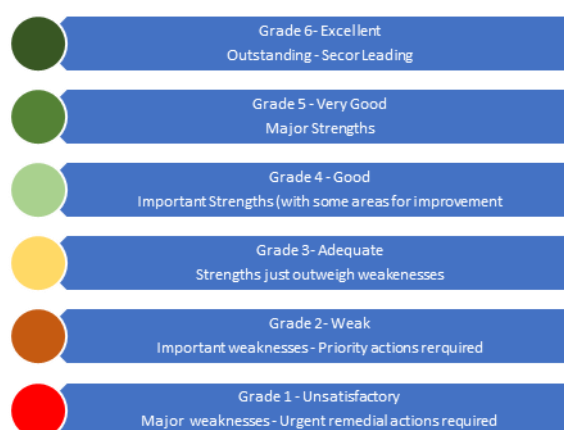 Grade 6- Excellent
Outstanding - Secor Leading
Grade 5 - Very Good
Major Strengths
Grade 4 - Good
Important Strengths (with some areas for improvement
Grade 3- Adequate
Strengths just outweigh weakenesses
Grade 2- Weak
Important weaknesses - Priority actions rerquired
Grade 1 - Unsatisfactory
Major weaknesses - Urgent remedial actions required